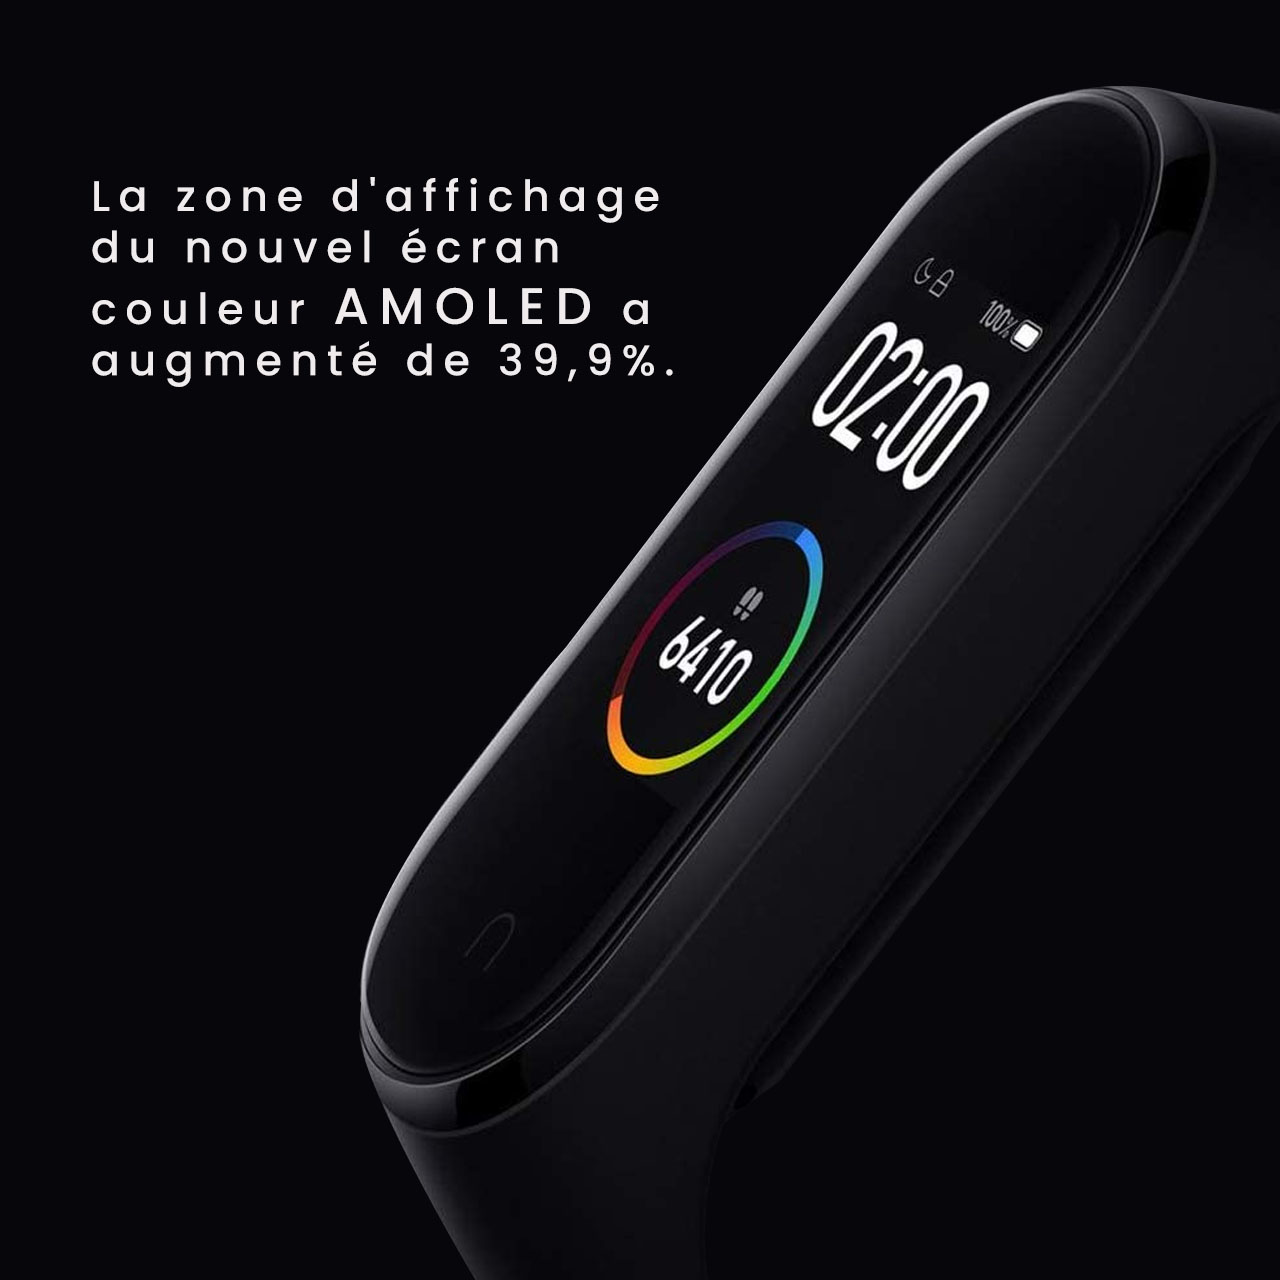 La zone d'affichage
du nouvel écran
couleur AMOLED a
augmenté de 39,9%.
100%
02:00
6410